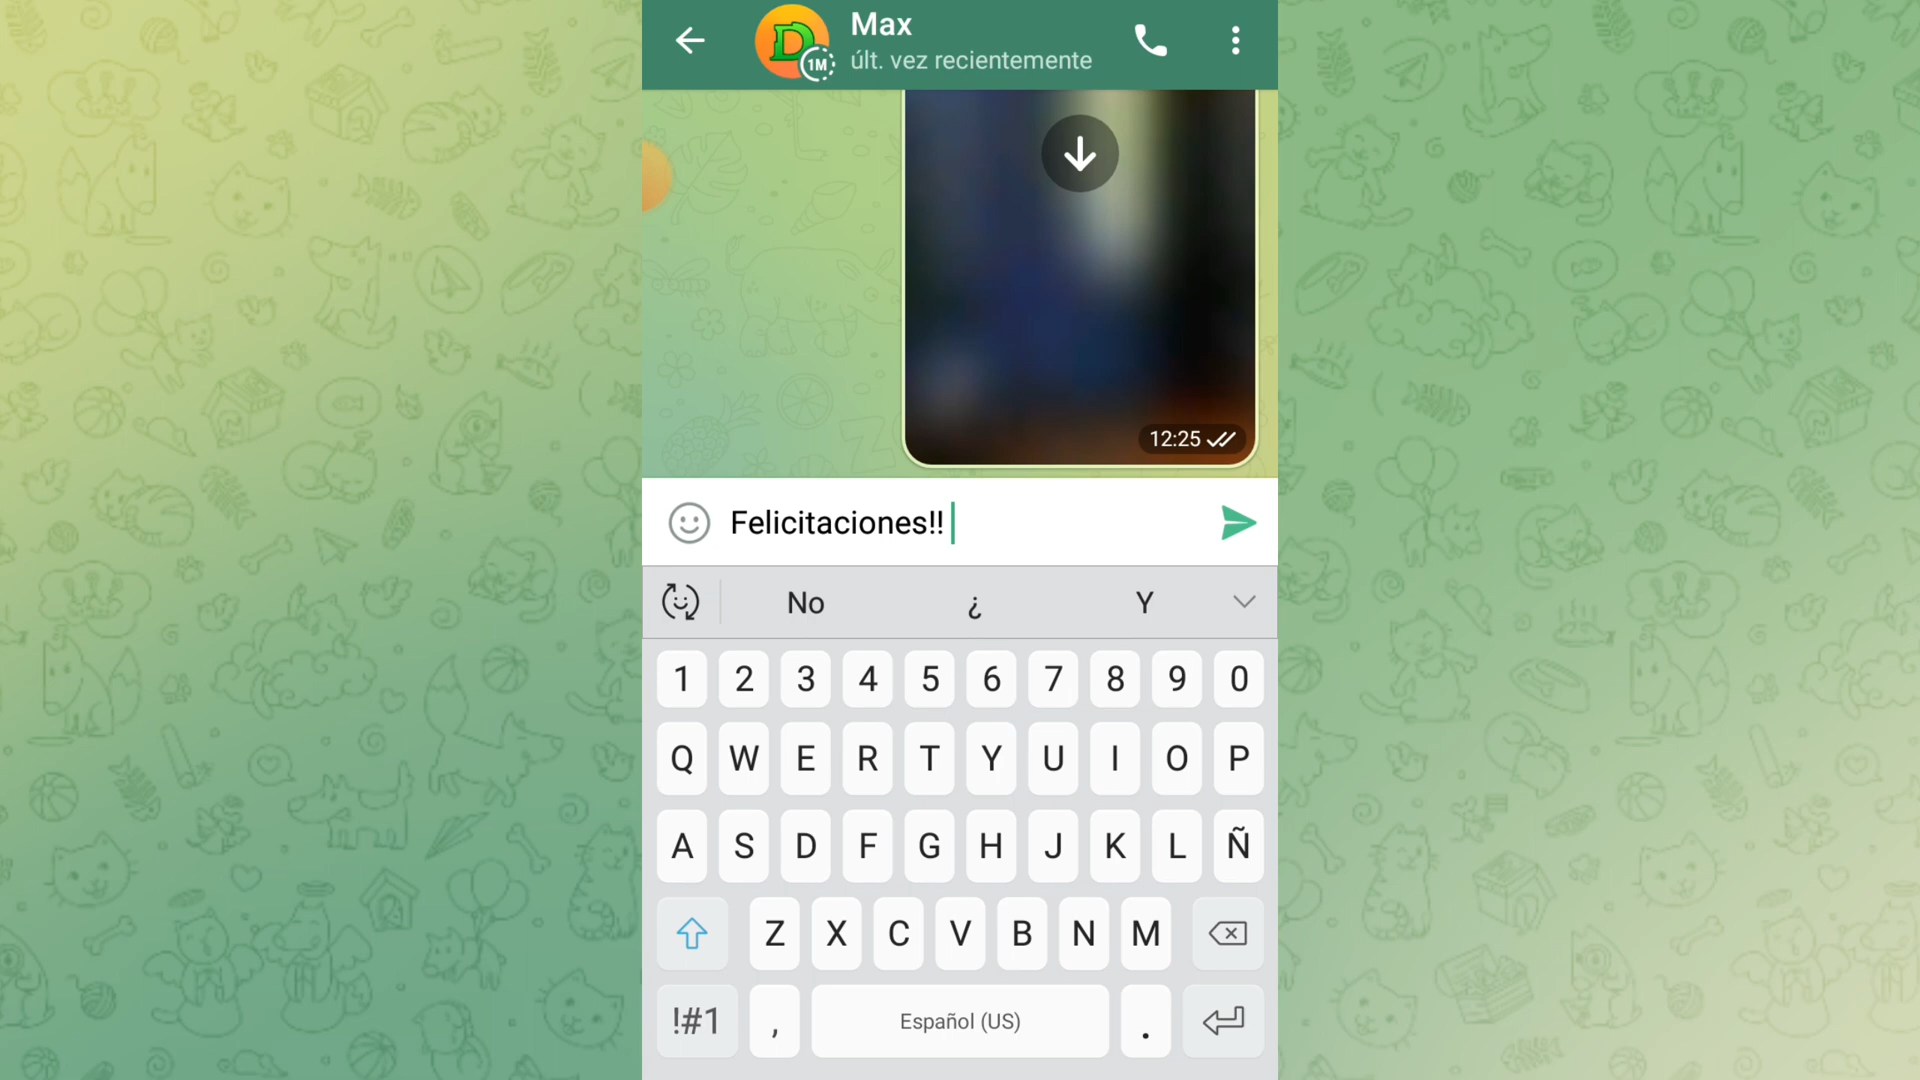 Max
D
1M
últ. vez recientemente
12:25
Felicitaciones!!
No ¿ Y
1 2 3 4 5 6 7 8 9 0
Q W E R T Y U I O P
A S D F G H J K L Ñ
Z X C V B N M
!#1 , Español (US) .